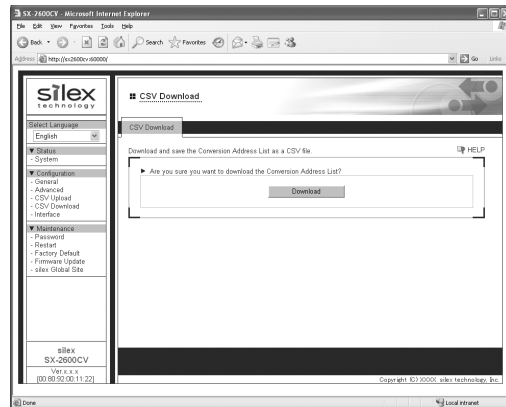 SX-2600CV - Microsoft Internet Explorer
File Edit View Favorites Tools Help
Back Search Favorites
Address http://sx2600cv:60000/ Go Links
silex
technology
CSV Download
Select Language
English
CSV Download
Status
- System
Download and save the Conversion Address List as a CSV file.
HELP
Are you sure you want to download the Conversion Address List?
Download
Configuration
- General
- Advanced
- CSV Upload
- CSV Download
- Interface
Maintenance
- Password
- Restart
- Factory Default
- Firmware Update
- silex Global Site
silex
SX-2600CV
Ver.x.x.x
[00:80:92:00:11:22]
Copyright (C) XXXX silex technology, Inc.
Done
Local intranet